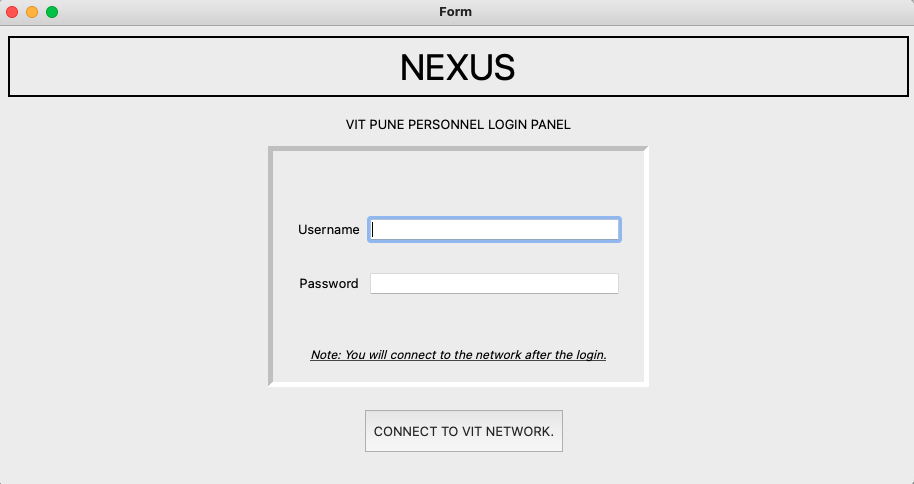 Form
NEXUS
VIT PUNE PERSONNEL LOGIN PANEL
Username
Password
Note: You will connect to the network after the login.
CONNECT TO VIT NETWORK.